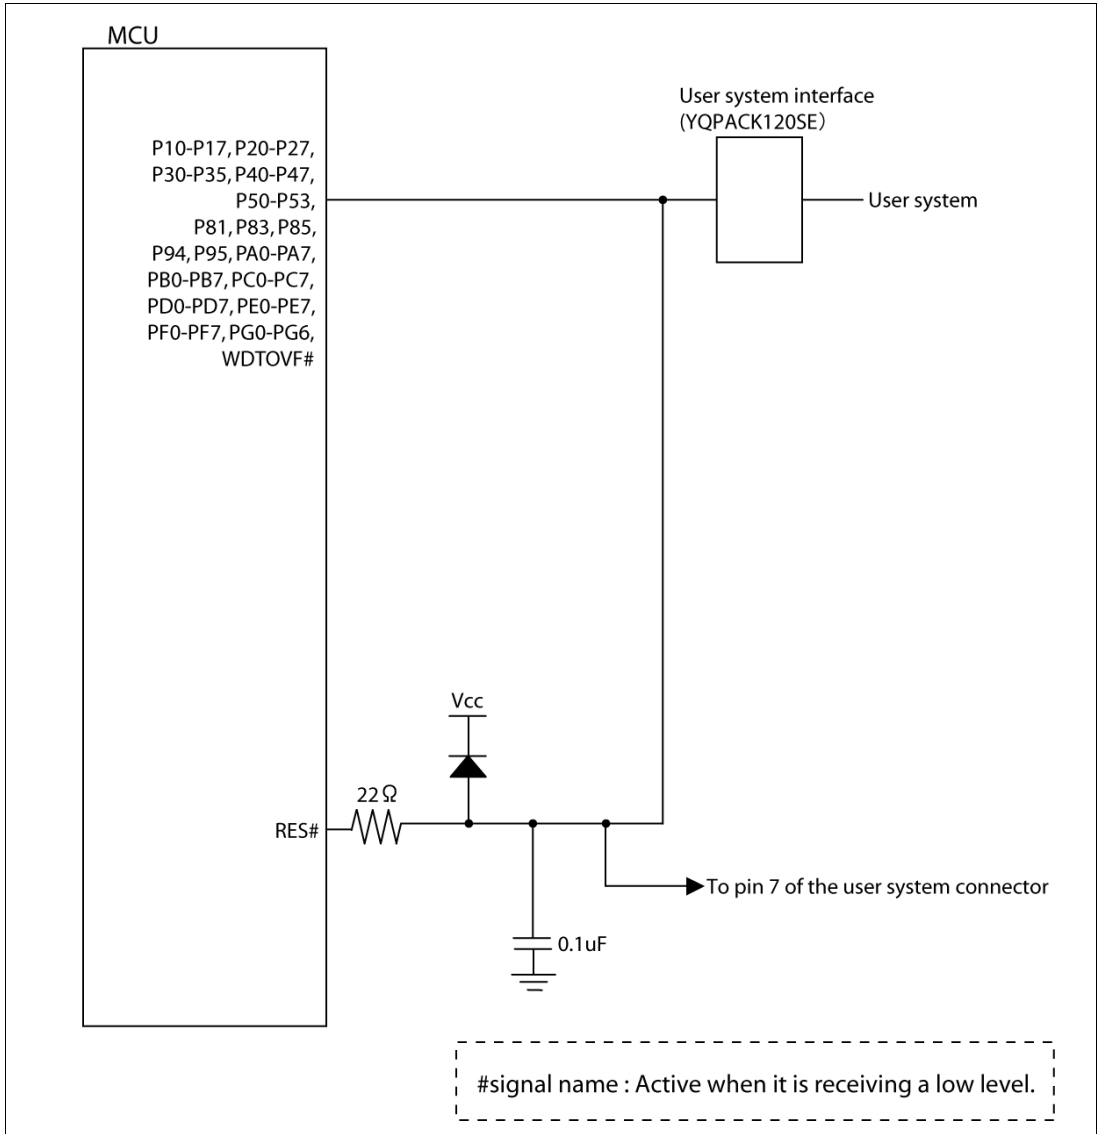 MCU
User system interface
(YQPACK120SE)
P10-P17, P20-P27,
P30-P35, P40-P47,
P50-P53,
User system
P81, P83, P85,
P94, P95, PA0-PA7,
PB0-PB7, PC0-PC7,
PD0-PD7, PE0-PE7,
PF0-PF7, PG0-PG6,
WDTOVF#
Vcc
22Ω
RES#
To pin 7 of the user system connector
0.1uF
#signal name : Active when it is receiving a low level.